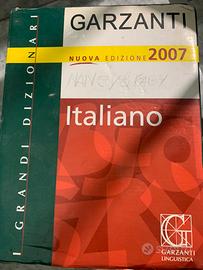 GARZANTI
NUOVA EDIZIONE 2007
Italiano
I GRANDI DIZIONARI
GARZANTI
LINGUISTICA